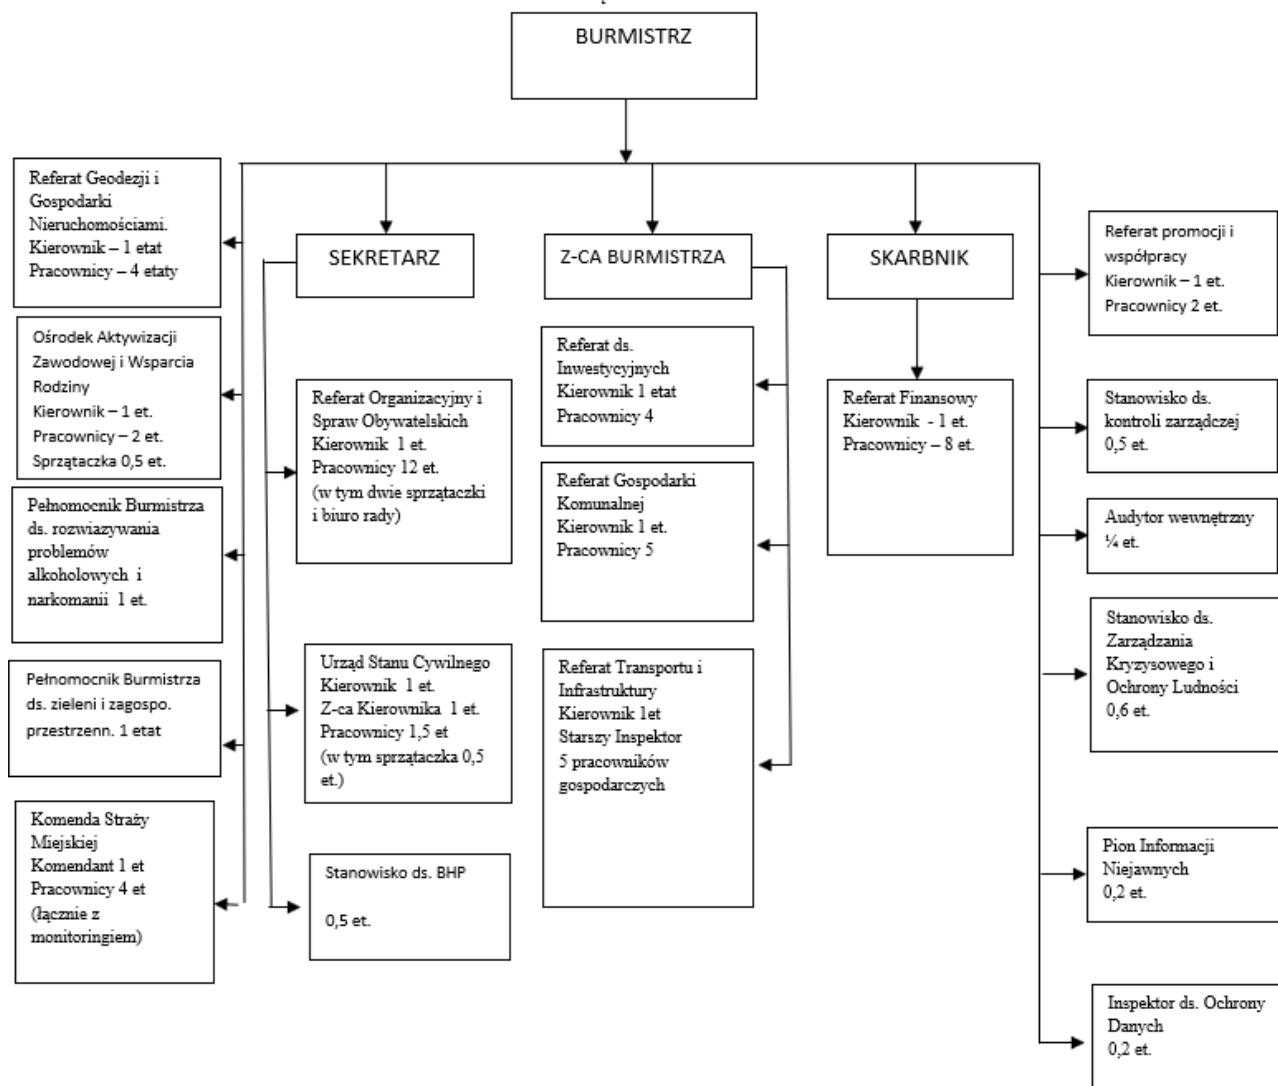 BURMISTRZ
Referat Geodezji i
Gospodarki
Nieruchomościami.
Kierownik – 1 etat
Pracownicy – 4 etaty
Ośrodek Aktywizacji
Zawodowej i Wsparcia
Rodziny
Kierownik – 1 et.
Pracownicy – 2 et.
Sprzątaczka 0,5 et.
Pełnomocnik Burmistrza
ds. rozwiazywania
problemów
alkoholowych i
narkomanii 1 et.
Pełnomocnik Burmistrza
ds. zieleni i zagospo.
przestrzenn. 1 etat
Komenda Straży
Miejskiej
Komendant 1 et
Pracownicy 4 et
(łącznie z
monitoringiem)
SEKRETARZ
Referat Organizacyjny i
Spraw Obywatelskich
Kierownik 1 et.
Pracownicy 12 et.
(w tym dwie sprzątaczki
i biuro rady)
Urząd Stanu Cywilnego
Kierownik 1 et.
Z-ca Kierownika 1 et.
Pracownicy 1,5 et
(w tym sprzątaczka 0,5
et.)
Stanowisko ds. BHP
0,5 et.
Z-CA BURMISTRZA
Referat ds.
Inwestycyjnych
Kierownik 1 etat
Pracownicy 4
Referat Gospodarki
Komunalnej
Kierownik 1 et.
Pracownicy 5
Referat Transportu i
Infrastruktury
Kierownik 1et
Starszy Inspektor
5 pracowników
gospodarczych
SKARBNIK
Referat Finansowy
Kierownik - 1 et.
Pracownicy – 8 et.
Referat promocji i
współpracy
Kierownik – 1 et.
Pracownicy 2 et.
Stanowisko ds.
kontroli zarządczej
0,5 et.
Audytor wewnętrzny
¼ et.
Stanowisko ds.
Zarządzania
Kryzysowego i
Ochrony Ludności
0,6 et.
Pion Informacji
Niejawnych
0,2 et.
Inspektor ds. Ochrony
Danych
0,2 et.